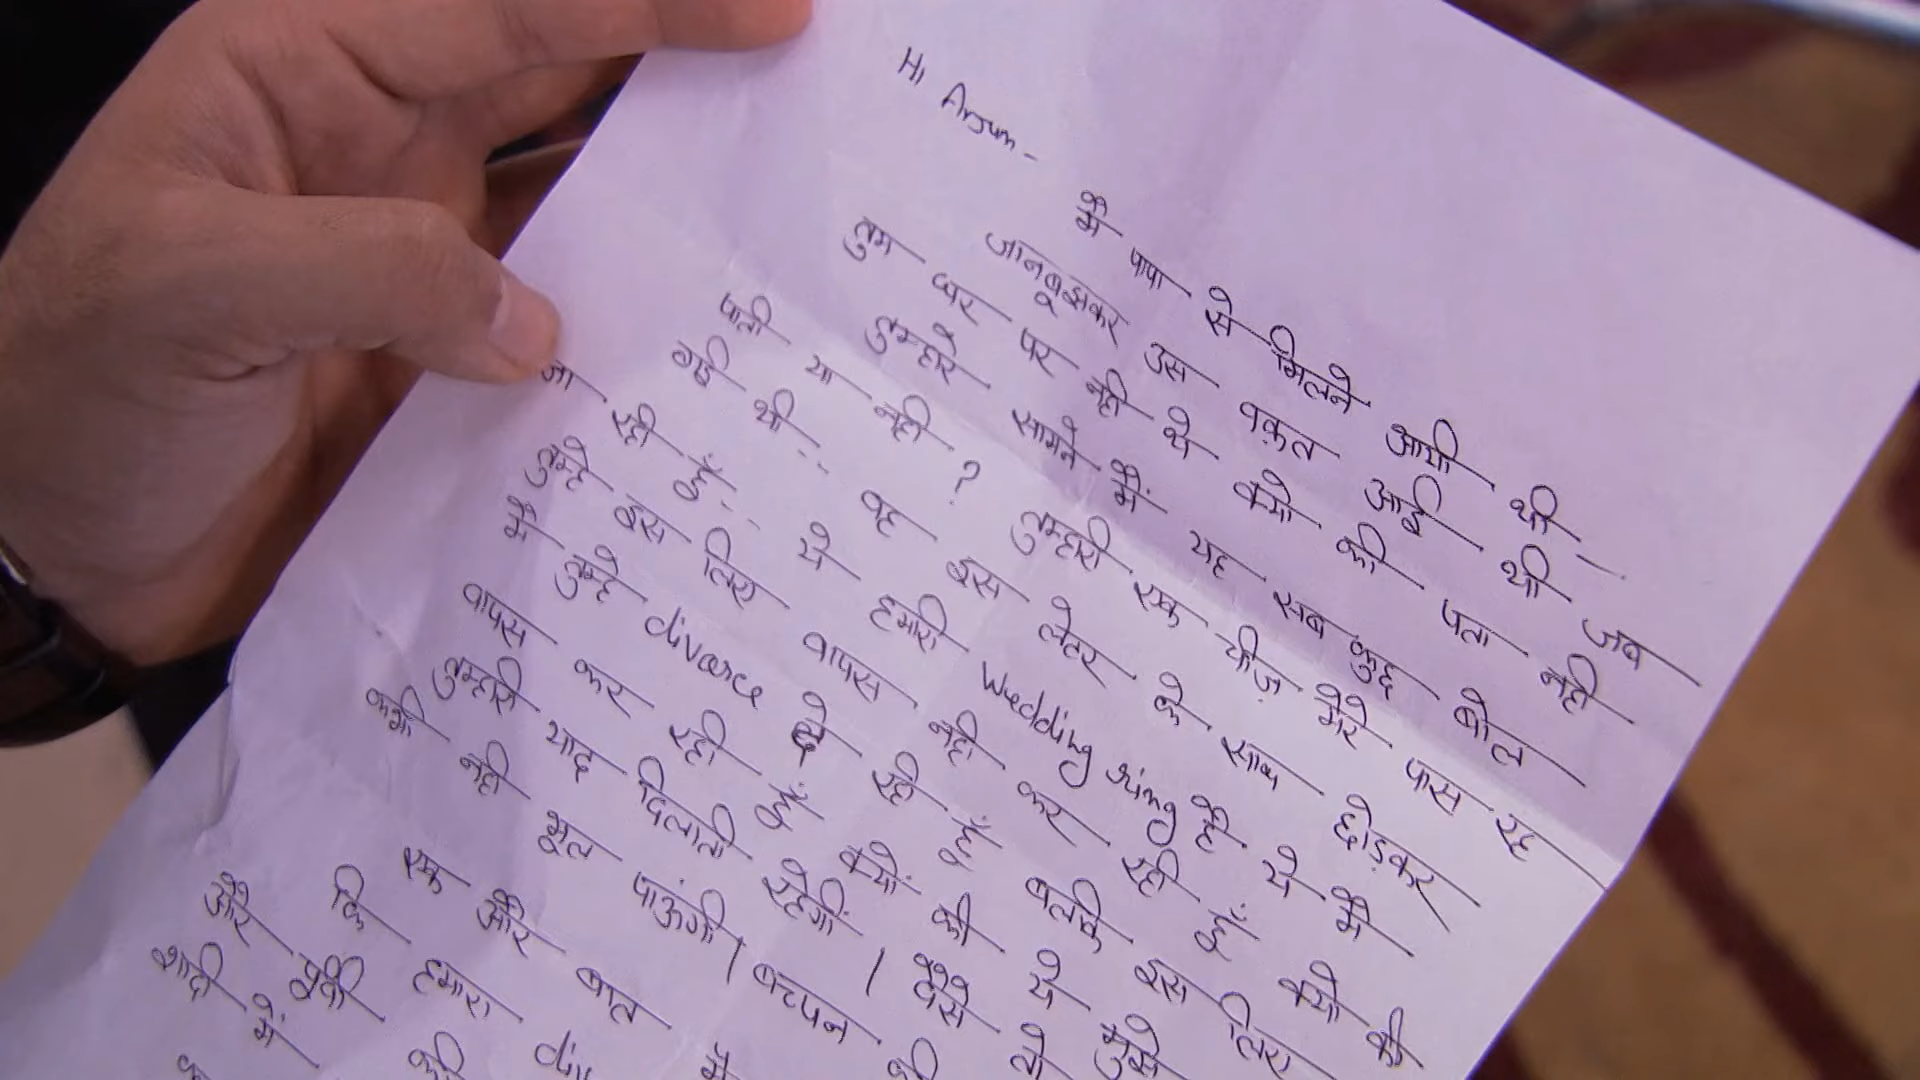 Hi Arjun -
मैं पापा से मिलने आयी थी --
जानबूझकर उस वक़्त आई थी जब
तुम घर पर नही थे क्यो की पता नही
तुम्हारे सामने मैं यह सब कुछ बोल
पाती या नही ? तुम्हारी एक चीज़ मेरे पास रह
गई थी .. वह इस लेटर के साथ छोड़कर
जा रही हूँ.. ये हमारी wedding ring है ये मैं
तुम्हे इस लिए वापस नही कर रही हूँ क्यो की
मैं तुम्हे divorce दे रही हूँ बल्कि इस लिए
वापस कर रही हूँ क्यों की ये मुझे
तुम्हारी याद दिलाती रहेगीं । वैसे तो
कभी नही भूल पाऊंगी । बच्पन की
एक और बात
कि हमारा
और पूर्वी की
शादी में